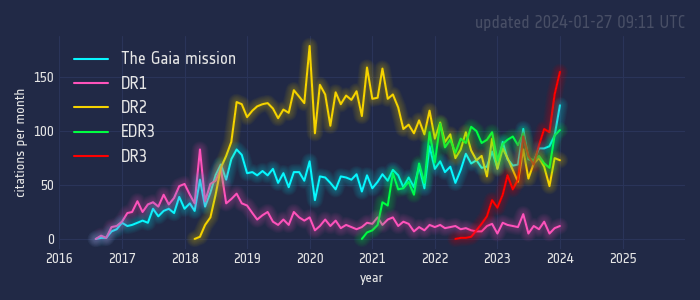 updated 2024-01-27 09:11 UTC
citations per month
150
100
50
0
The Gaia mission
DR1
DR2
EDR3
DR3
2016 2017 2018 2019 2020 2021 2022 2023 2024 2025
year